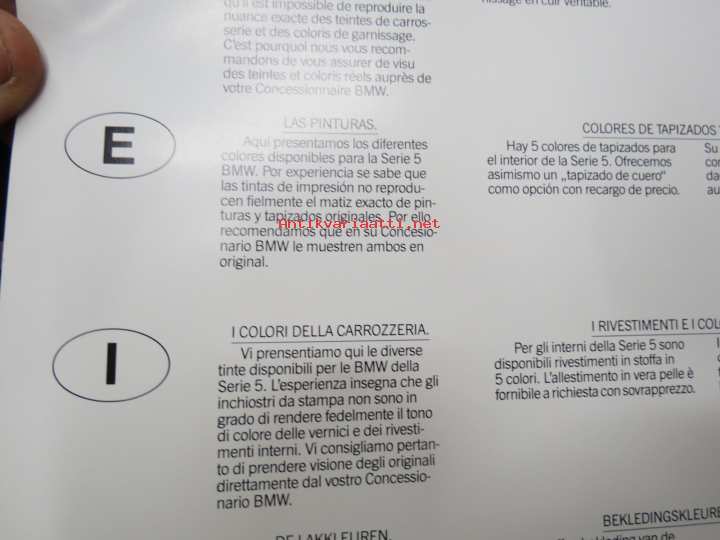 qu'il est impossible de reproduire la
nuance exacte des teintes de carros-
serie et des coloris de garnissage.
C'est pourquoi nous vous recom-
mandons de vous assurer de visu
des teintes et coloris réels auprès de
votre Concessionnaire BMW.
nissage en cuir véritable.
E
LAS PINTURAS.
Aqui presentamos los diferentes
colores disponibles para la Serie 5
BMW. Por experiencia se sabe que
las tintas de impresión no reprodu-
cen fielmente el matiz exacto de pin-
turas y tapizados originales. Por ello
recomendamos que en su Concesio-
nario BMW le muestren ambos en
original.
COLORES DE TAPIZADOS
Hay 5 colores de tapizados para
el interior de la Serie 5. Ofrecemos
asimismo un „tapizado de cuero"
como opción con recargo de precio.
Su
Antikvariaatti.net
I
I COLORI DELLA CARROZZERIA.
Vi prensentiamo qui le diverse
tinte disponibili per le BMW della
Serie 5. L'esperienza insegna che gli
inchiostri da stampa non sono in
grado di rendere fedelmente il tono
di colore delle vernici e dei rivesti-
menti interni. Vi consigliamo pertan-
to di prendere visione degli originali
direttamente dal vostro Concessio-
nario BMW.
I RIVESTIMENTI E I
Per gli interni della Serie 5 sono
disponibili rivestimenti in stoffa in
5 colori. L'allestimento in vera pelle è
fornibile a richiesta con sovrapprezzo.
DE LAKKLEUREN.
BEKLEDINGSKLEURE